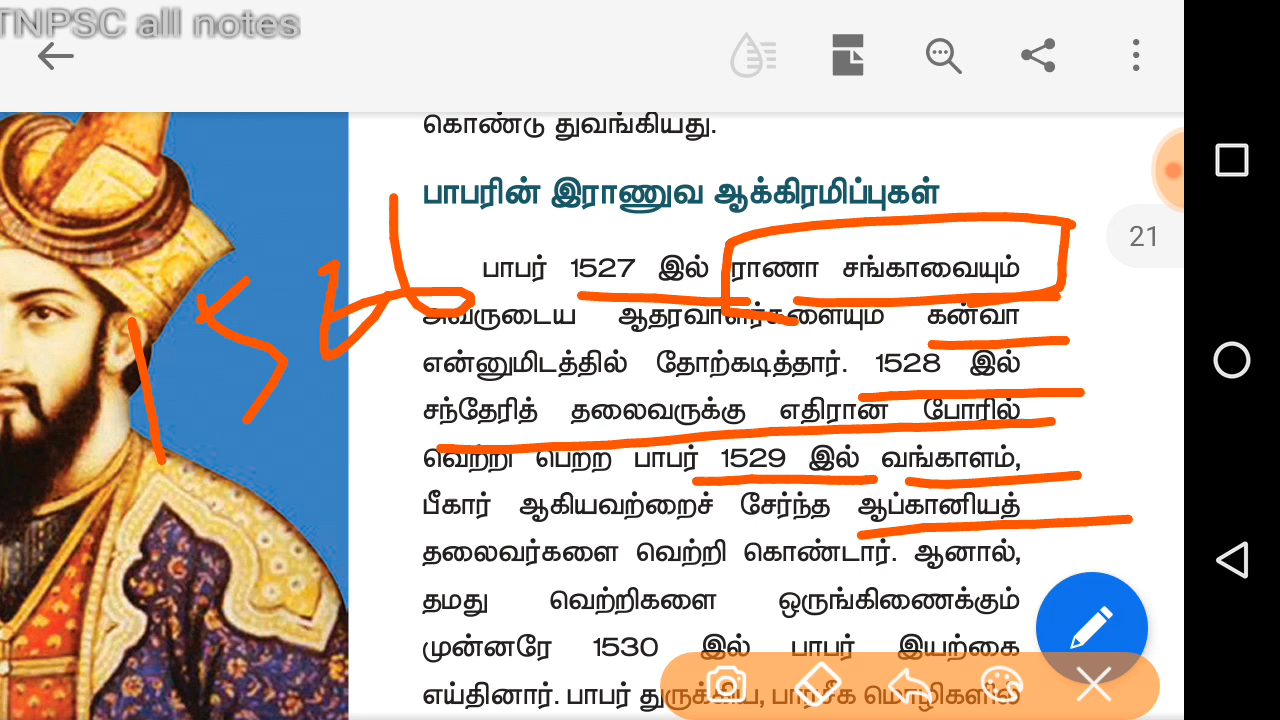 TNPSC all notes
கொண்டு துவங்கியது.
பாபரின் இராணுவ ஆக்கிரமிப்புகள்
21
பாபர் 1527 இல் ராணா சங்காவையும்
அவருடைய ஆதரவாளர்களையும் கன்வா
என்னுமிடத்தில் தோற்கடித்தார். 1528 இல்
சந்தேரித் தலைவருக்கு எதிரான போரில்
வெற்றி பெற்ற பாபர் 1529 இல் வங்காளம்,
பீகார் ஆகியவற்றைச் சேர்ந்த ஆப்கானியத்
தலைவர்களை வெற்றி கொண்டார். ஆனால்,
தமது வெற்றிகளை ஒருங்கிணைக்கும்
முன்னரே 1530 இல் பாபர் இயற்கை
எய்தினார். பாபர் துருக்கிய, பாரசீக மொழிகளில்